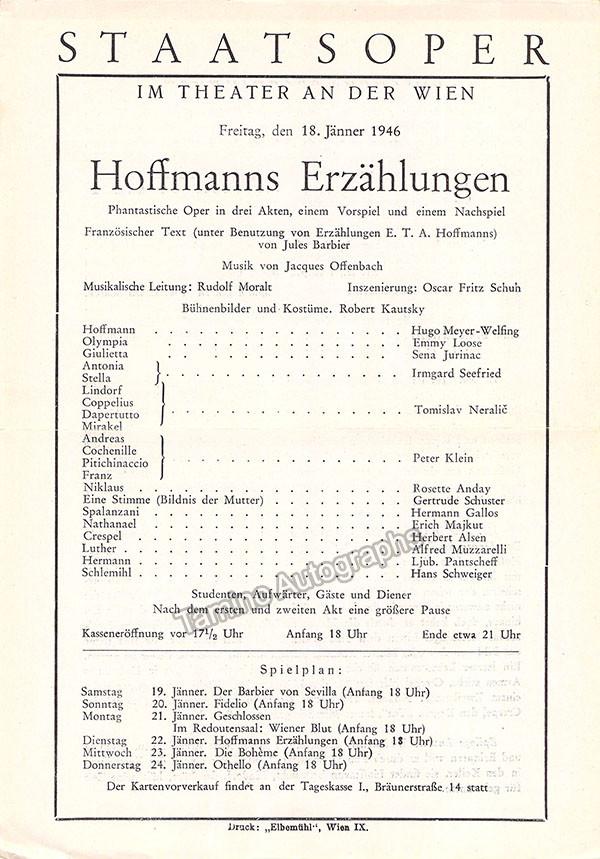 STAATSOPER
IM THEATER AN DER WIEN
Freitag, den 18. Jänner 1946
Hoffmanns Erzählungen
Phantastische Oper in drei Akten, einem Vorspiel und einem Nachspiel
Französischer Text (unter Benutzung von Erzählungen E. T. A. Hoffmanns)
von Jules Barbier
Musik von Jacques Offenbach
Musikalische Leitung: Rudolf Moralt Inszenierung: Oscar Fritz Schuh
Bühnenbilder und Kostüme. Robert Kautsky
Hoffmann . . . . . . . . . . . . . . . . Hugo Meyer-Welfing
Olympia . . . . . . . . . . . . . . . . Emmy Loose
Giulietta . . . . . . . . . . . . . . . Sena Jurinac
Antonia
Stella } . . . . . . . . . . . . . . . Irmgard Seefried
Lindorf
Coppelius
Dapertutto } . . . . . . . . . . . . . . . Tomislav Neralič
Mirakel
Andreas
Cochenille
Pitichinaccio } . . . . . . . . . . . . . . . Peter Klein
Franz
Niklaus . . . . . . . . . . . . . . . . Rosette Anday
Eine Stimme (Bildnis der Mutter) . . . . . . . . . Gertrude Schuster
Spalanzani . . . . . . . . . . . . . . . Hermann Gallos
Nathanael . . . . . . . . . . . . . . . Erich Majkut
Crespel . . . . . . . . . . . . . . . . Herbert Alsen
Luther . . . . . . . . . . . . . . . . . Alfred Muzzarelli
Hermann . . . . . . . . . . . . . . . . Ljub. Pantscheff
Schlemihl . . . . . . . . . . . . . . . . Hans Schweiger
Studenten, Aufwärter, Gäste und Diener
Nach dem ersten und zweiten Akt eine größere Pause
Kasseneröffnung vor 17½ Uhr Anfang 18 Uhr Ende etwa 21 Uhr
Spielplan:
Samstag 19. Jänner. Der Barbier von Sevilla (Anfang 18 Uhr)
Sonntag 20. Jänner. Fidelio (Anfang 18 Uhr)
Montag 21. Jänner. Geschlossen
Im Redoutensaal: Wiener Blut (Anfang 18 Uhr)
Dienstag 22. Jänner. Hoffmanns Erzählungen (Anfang 18 Uhr)
Mittwoch 23. Jänner. Die Bohème (Anfang 18 Uhr)
Donnerstag 24. Jänner. Othello (Anfang 18 Uhr)
Der Kartenvorverkauf findet an der Tageskasse I., Bräunerstraße 14 statt
Druck: „Elbemühl“, Wien IX.
Tamino Autographs